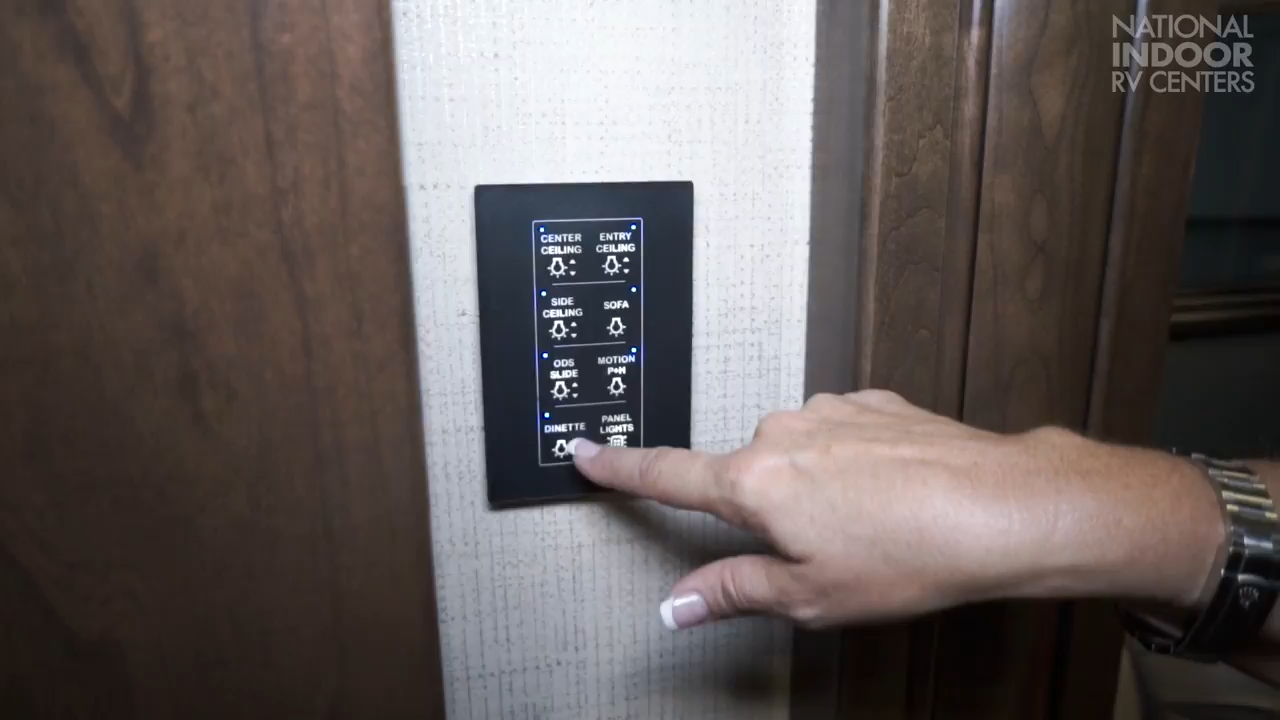 NATIONAL
INDOOR
RV CENTERS
CENTER
CEILING
ENTRY
CEILING
SIDE
CEILING
SOFA
ODS
SLIDE
MOTION
P+H
DINETTE
PANEL
LIGHTS